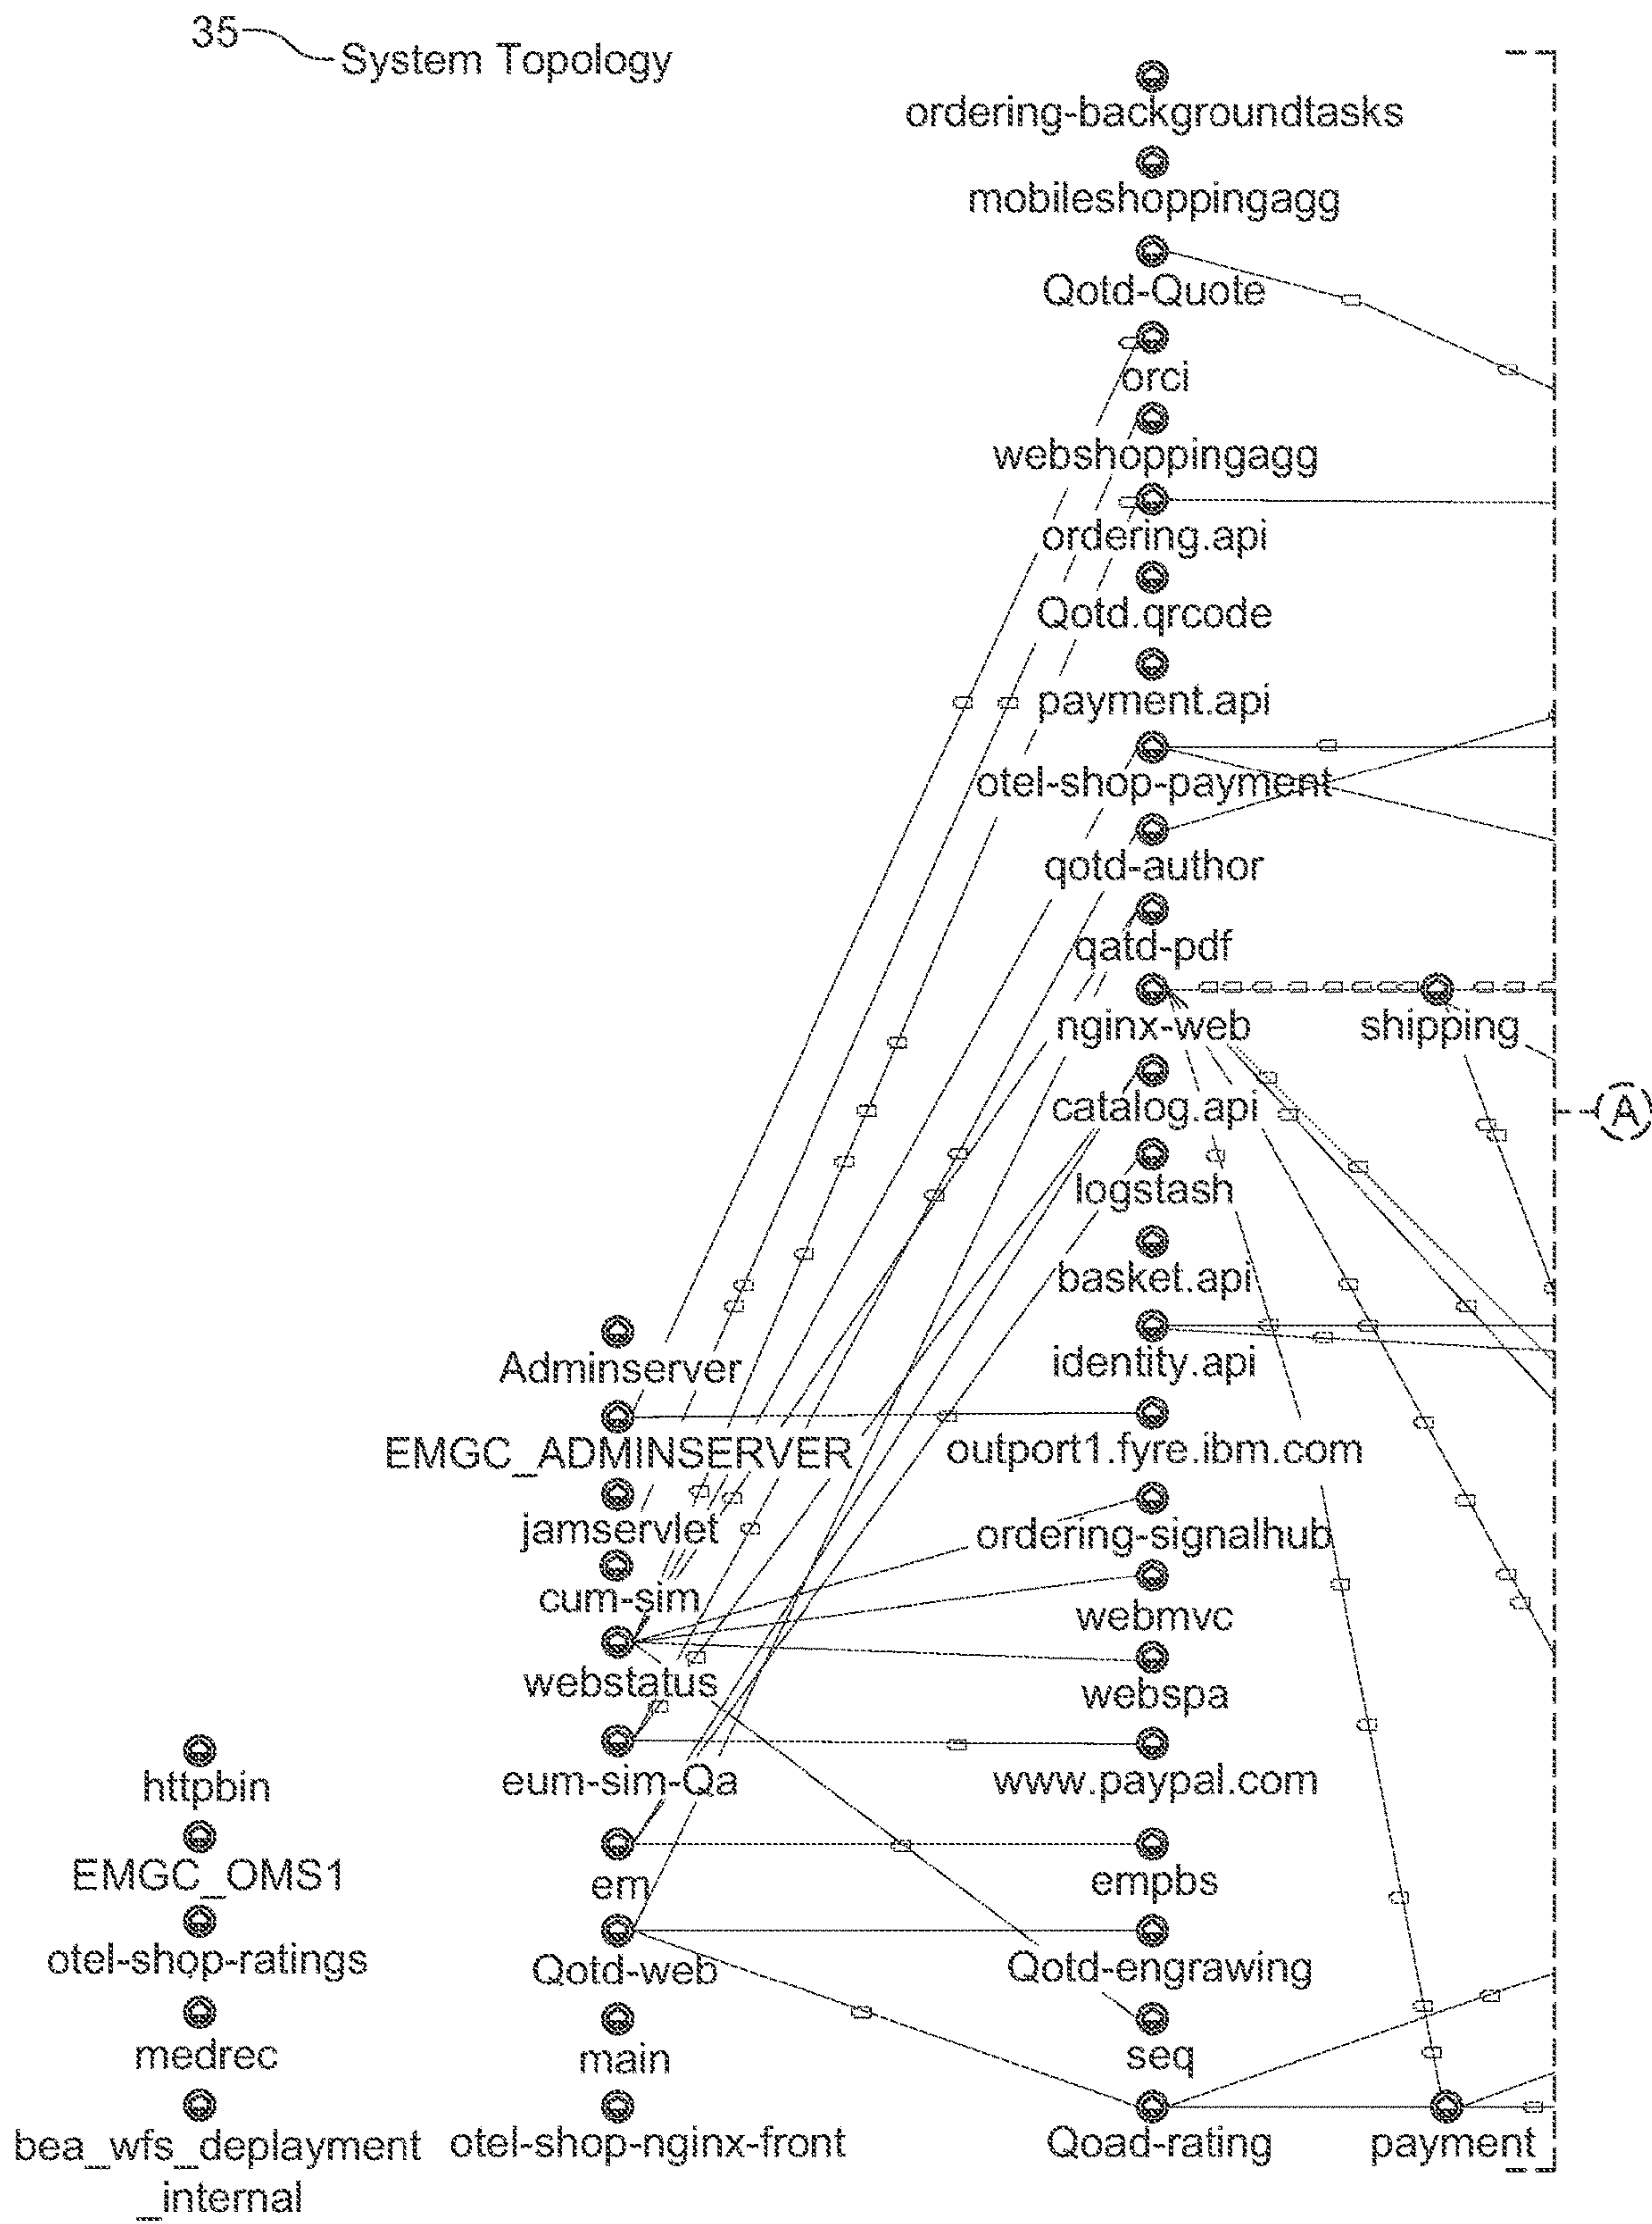 35
System Topology
ordering-backgroundtasks
mobileshoppingagg
Qotd-Quote
orci
webshoppingagg
ordering.api
Qotd.qrcode
payment.api
otel-shop-payment
qotd-author
qatd-pdf
nginx-web
shipping
catalog.api
A
logstash
basket.api
identity.api
Adminserver
EMGC_ADMINSERVER
outport1.fyre.ibm.com
jamservlet
ordering-signalhub
cum-sim
webmvc
webstatus
webspa
httpbin
eum-sim-Qa
www.paypal.com
EMGC_OMS1
em
empbs
otel-shop-ratings
Qotd-web
Qotd-engrawing
medrec
main
seq
bea_wfs_deplayment
_internal
otel-shop-nginx-front
Qoad-rating
payment